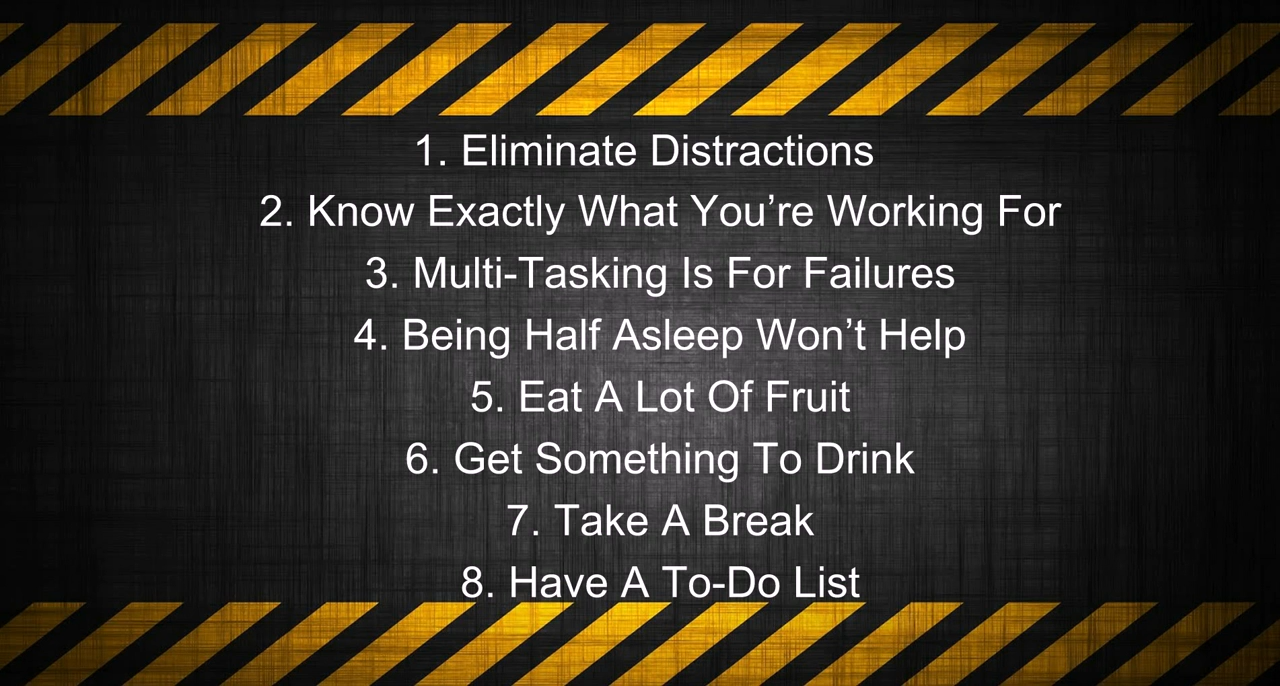 1. Eliminate Distractions
2. Know Exactly What You’re Working For
3. Multi-Tasking Is For Failures
4. Being Half Asleep Won’t Help
5. Eat A Lot Of Fruit
6. Get Something To Drink
7. Take A Break
8. Have A To-Do List